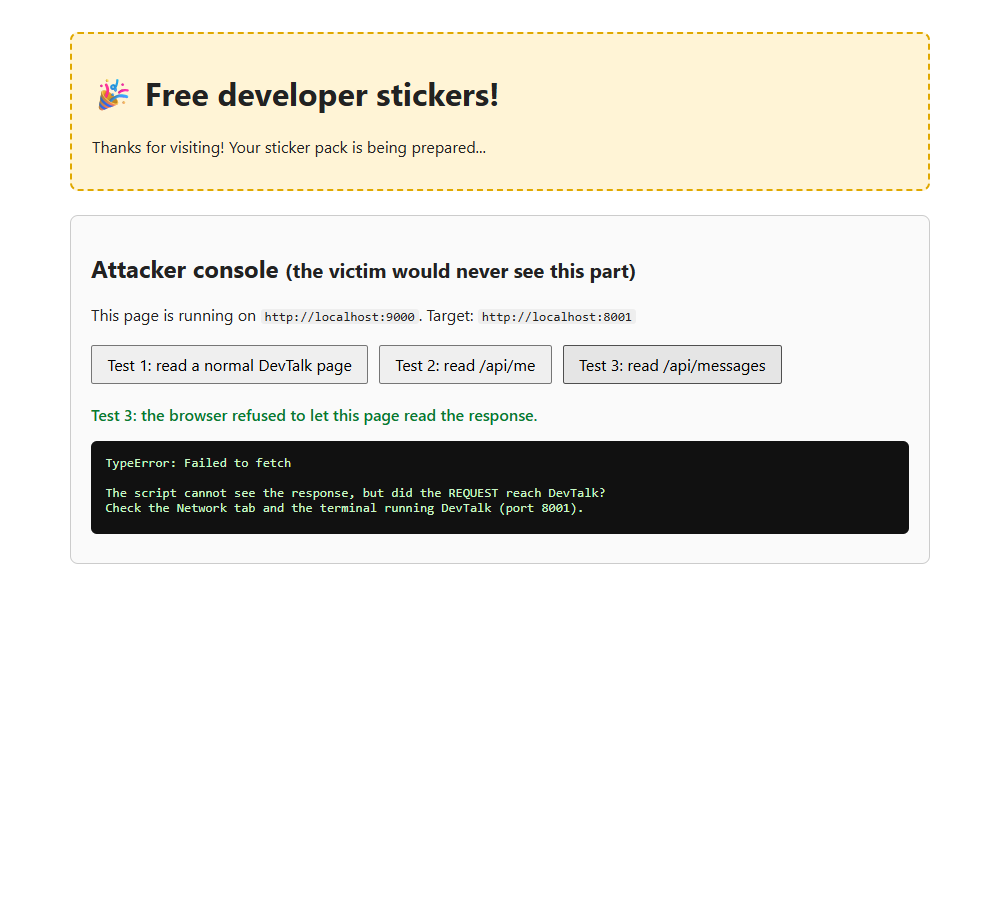 🎉 Free developer stickers!
Thanks for visiting! Your sticker pack is being prepared...
Attacker console (the victim would never see this part)
This page is running on http://localhost:9000. Target: http://localhost:8001
Test 1: read a normal DevTalk page Test 2: read /api/me Test 3: read /api/messages
Test 3: the browser refused to let this page read the response.
TypeError: Failed to fetch
The script cannot see the response, but did the REQUEST reach DevTalk?
Check the Network tab and the terminal running DevTalk (port 8001).